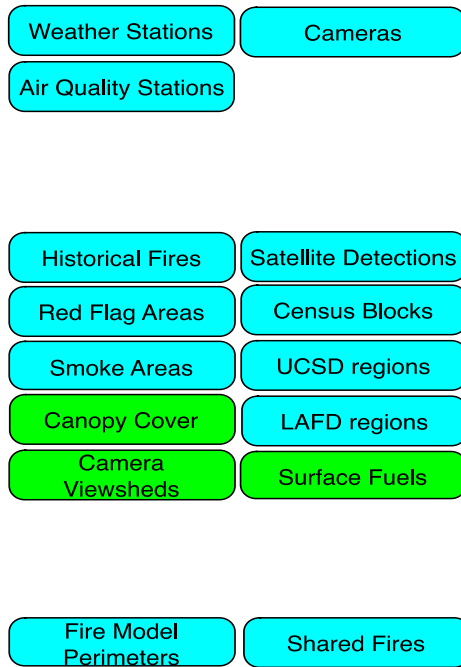 Weather Stations
Cameras
Air Quality Stations
Historical Fires
Satellite Detections
Red Flag Areas
Census Blocks
Smoke Areas
UCSD regions
Canopy Cover
LAFD regions
Camera
Viewsheds
Surface Fuels
Fire Model
Perimeters
Shared Fires